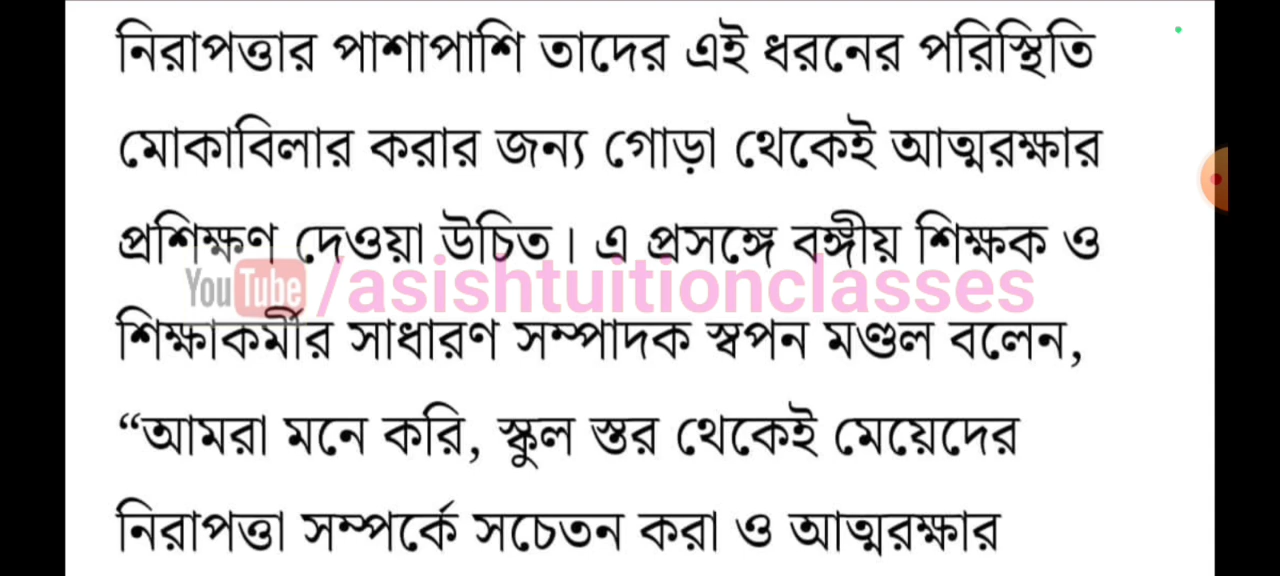 নিরাপত্তার পাশাপাশি তাদের এই ধরনের পরিস্থিতি
মোকাবিলার করার জন্য গোড়া থেকেই আত্মরক্ষার
প্রশিক্ষণ দেওয়া উচিত। এ প্রসঙ্গে বঙ্গীয় শিক্ষক ও
YouTube/asishtuitionclasses
শিক্ষাকর্মীর সাধারণ সম্পাদক স্বপন মণ্ডল বলেন,
“আমরা মনে করি, স্কুল স্তর থেকেই মেয়েদের
নিরাপত্তা সম্পর্কে সচেতন করা ও আত্মরক্ষার